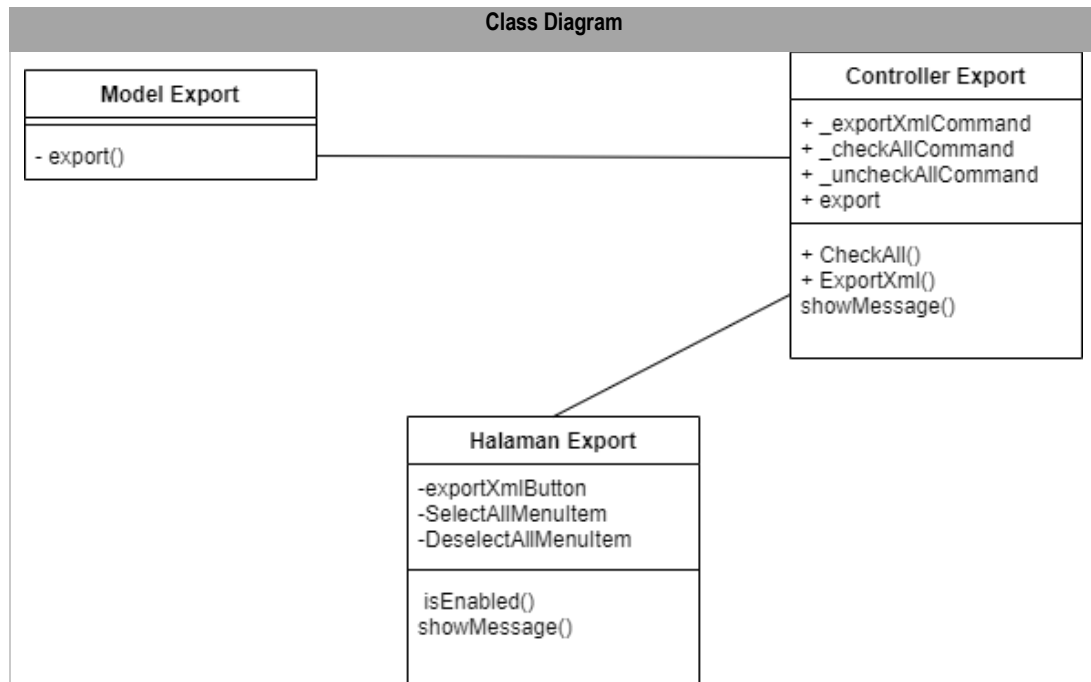 Class Diagram
Model Export
- export()
Controller Export
+ _exportXmlCommand
+ _checkAllCommand
+ _uncheckAllCommand
+ export
+ CheckAll()
+ ExportXml()
showMessage()
Halaman Export
-exportXmlButton
-SelectAllMenuItem
-DeselectAllMenuItem
isEnabled()
showMessage()